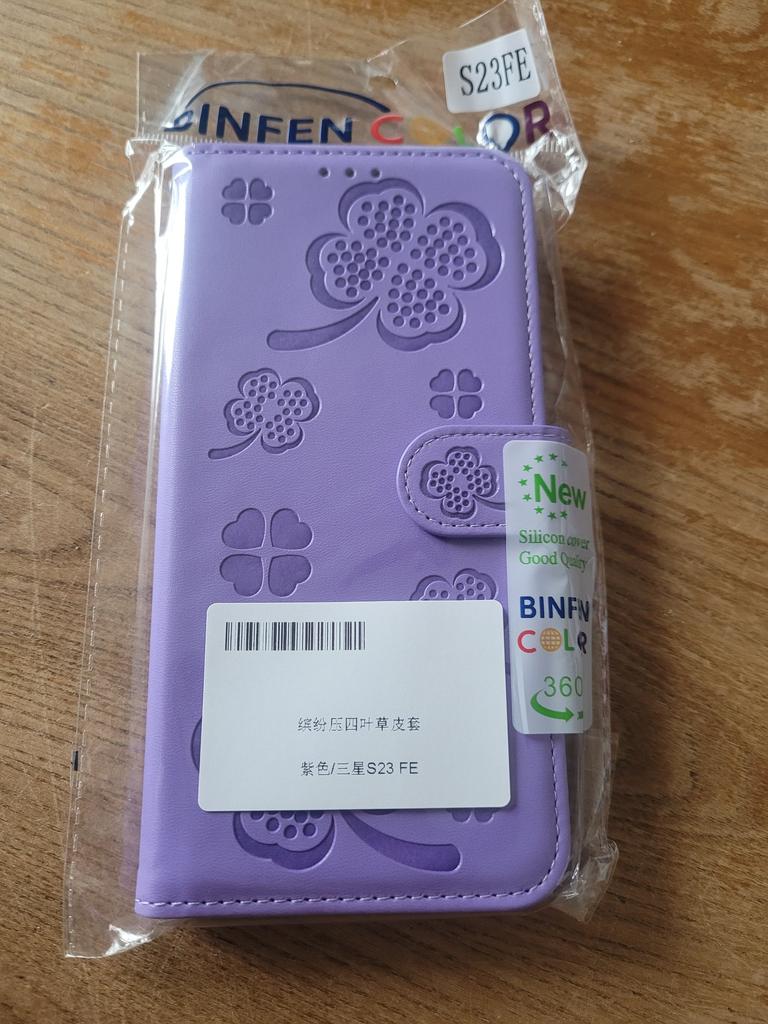 S23FE
BINFEN COLOR
New
Silicon cover
Good Quality
BINFEN
COLOR
360
缤纷压四叶草皮套
紫色/三星S23 FE